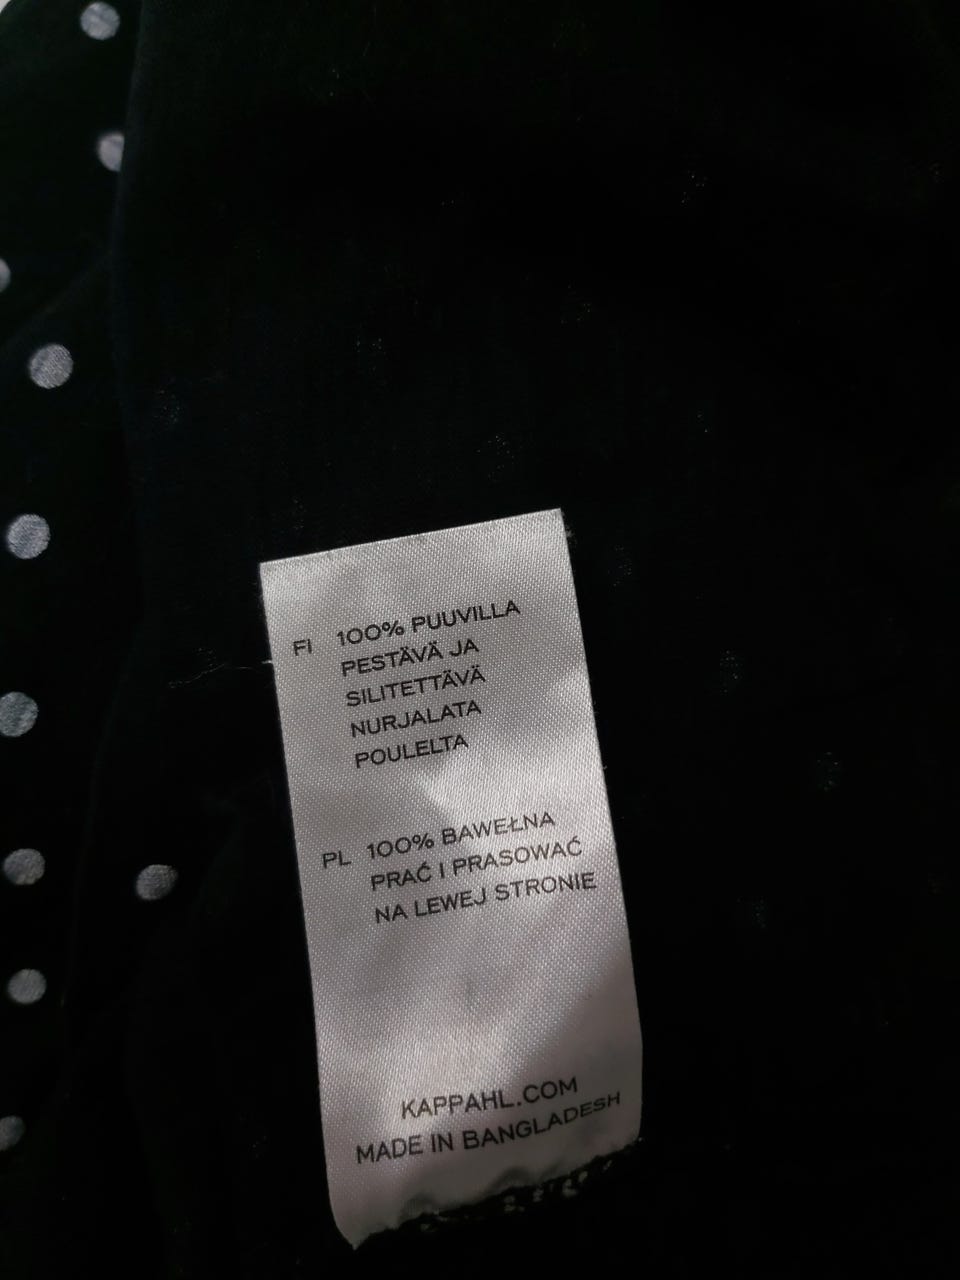 FI 100% PUUVILLA
PESTÄVÄ JA
SILITETTÄVÄ
NURJALATA
POULELTA
PL 100% BAWEŁNA
PRAĆ I PRASOWAĆ
NA LEWEJ STRONIE
KAPPAHL.COM
MADE IN BANGLADESH